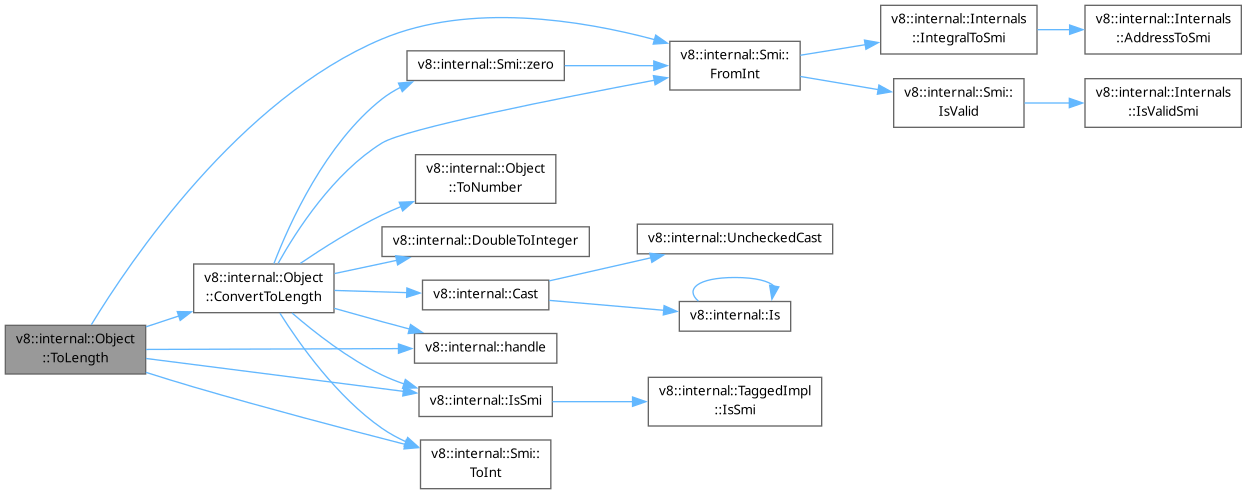 v8::internal::Object
::ToLength
v8::internal::Object
::ConvertToLength
v8::internal::Smi::zero
v8::internal::Object
::ToNumber
v8::internal::DoubleToInteger
v8::internal::Cast
v8::internal::handle
v8::internal::IsSmi
v8::internal::Smi::
ToInt
v8::internal::Smi::
FromInt
v8::internal::UncheckedCast
v8::internal::Is
v8::internal::TaggedImpl
::IsSmi
v8::internal::Internals
::IntegralToSmi
v8::internal::Smi::
IsValid
v8::internal::Internals
::AddressToSmi
v8::internal::Internals
::IsValidSmi